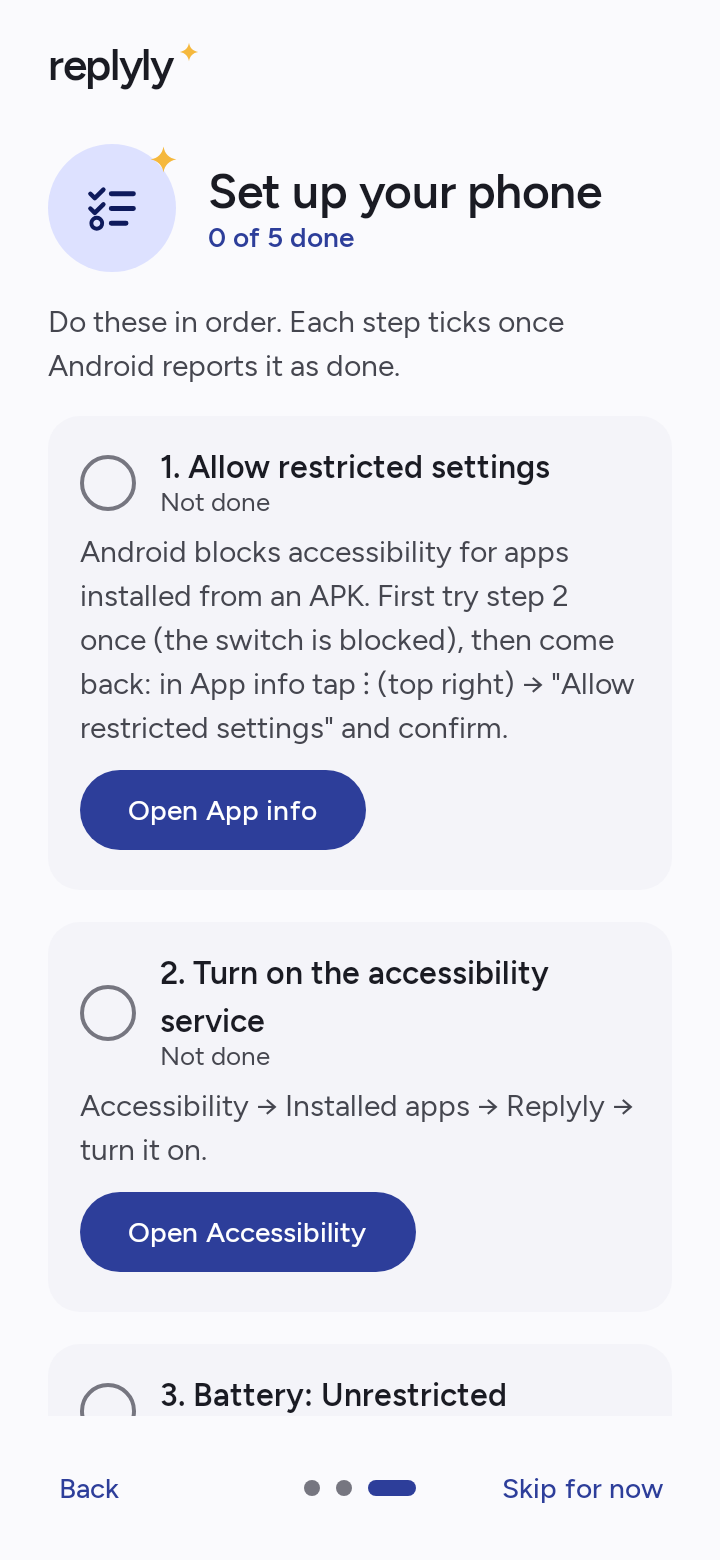 replyly
Set up your phone
0 of 5 done
Do these in order. Each step ticks once
Android reports it as done.
1. Allow restricted settings
Not done
Android blocks accessibility for apps
installed from an APK. First try step 2
once (the switch is blocked), then come
back: in App info tap ⋮ (top right) → "Allow
restricted settings" and confirm.
Open App info
2. Turn on the accessibility
service
Not done
Accessibility → Installed apps → Replyly →
turn it on.
Open Accessibility
3. Battery: Unrestricted
Back
Skip for now